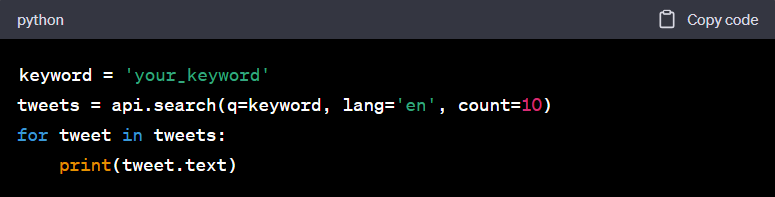 python
Copy code
keyword = 'your_keyword'
tweets = api.search(q=keyword, lang='en', count=10)
for tweet in tweets:
    print(tweet.text)